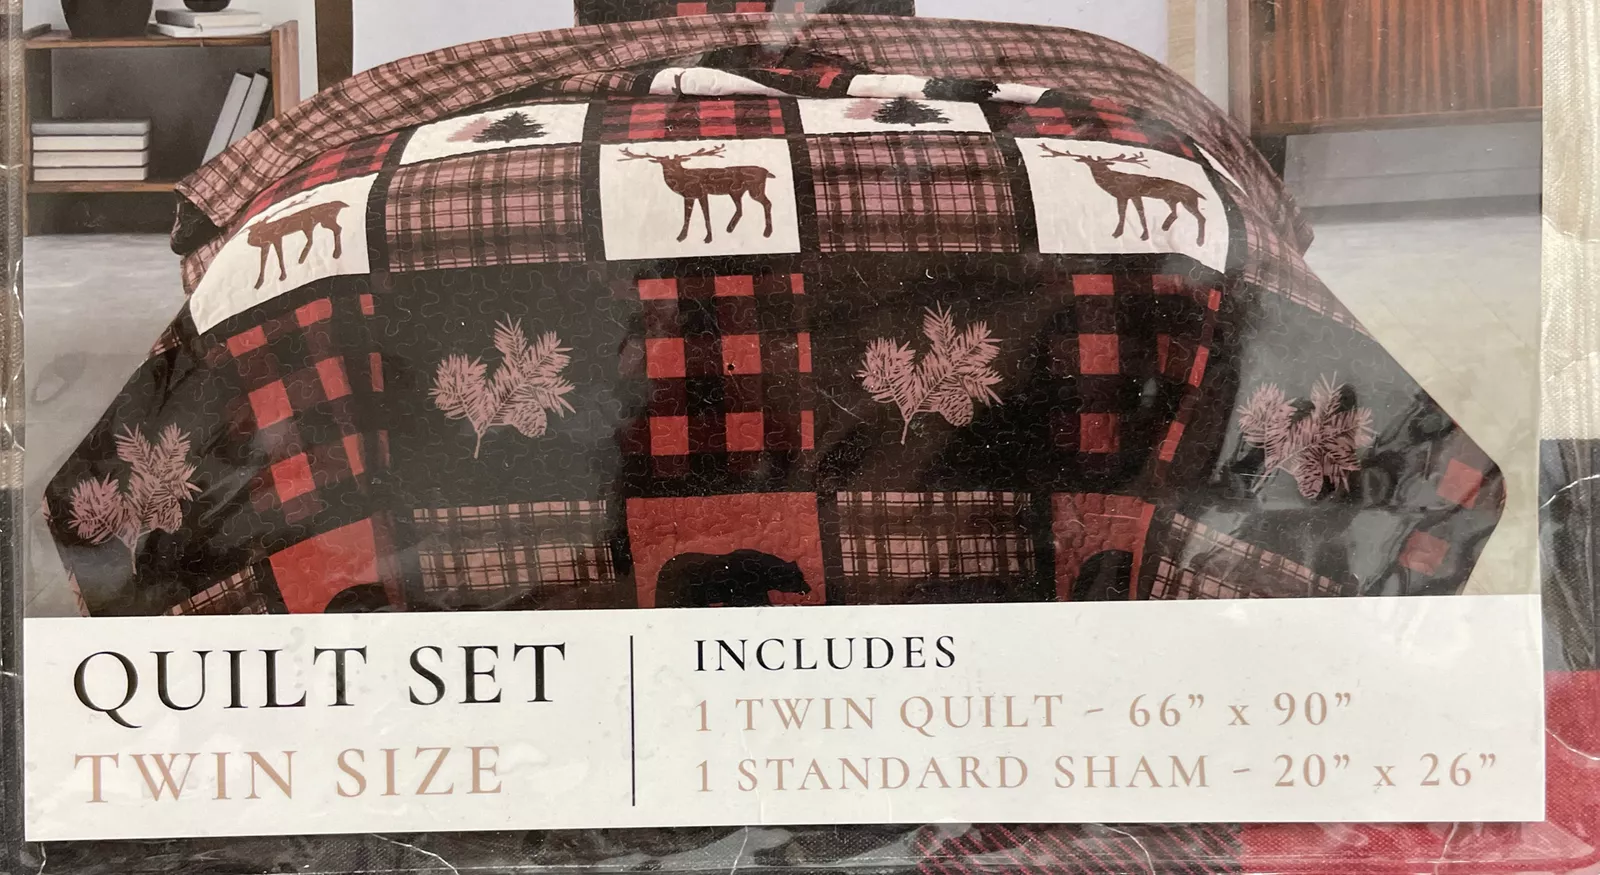 QUILT SET
TWIN SIZE
INCLUDES
1 TWIN QUILT - 66” x 90”
1 STANDARD SHAM - 20” x 26”